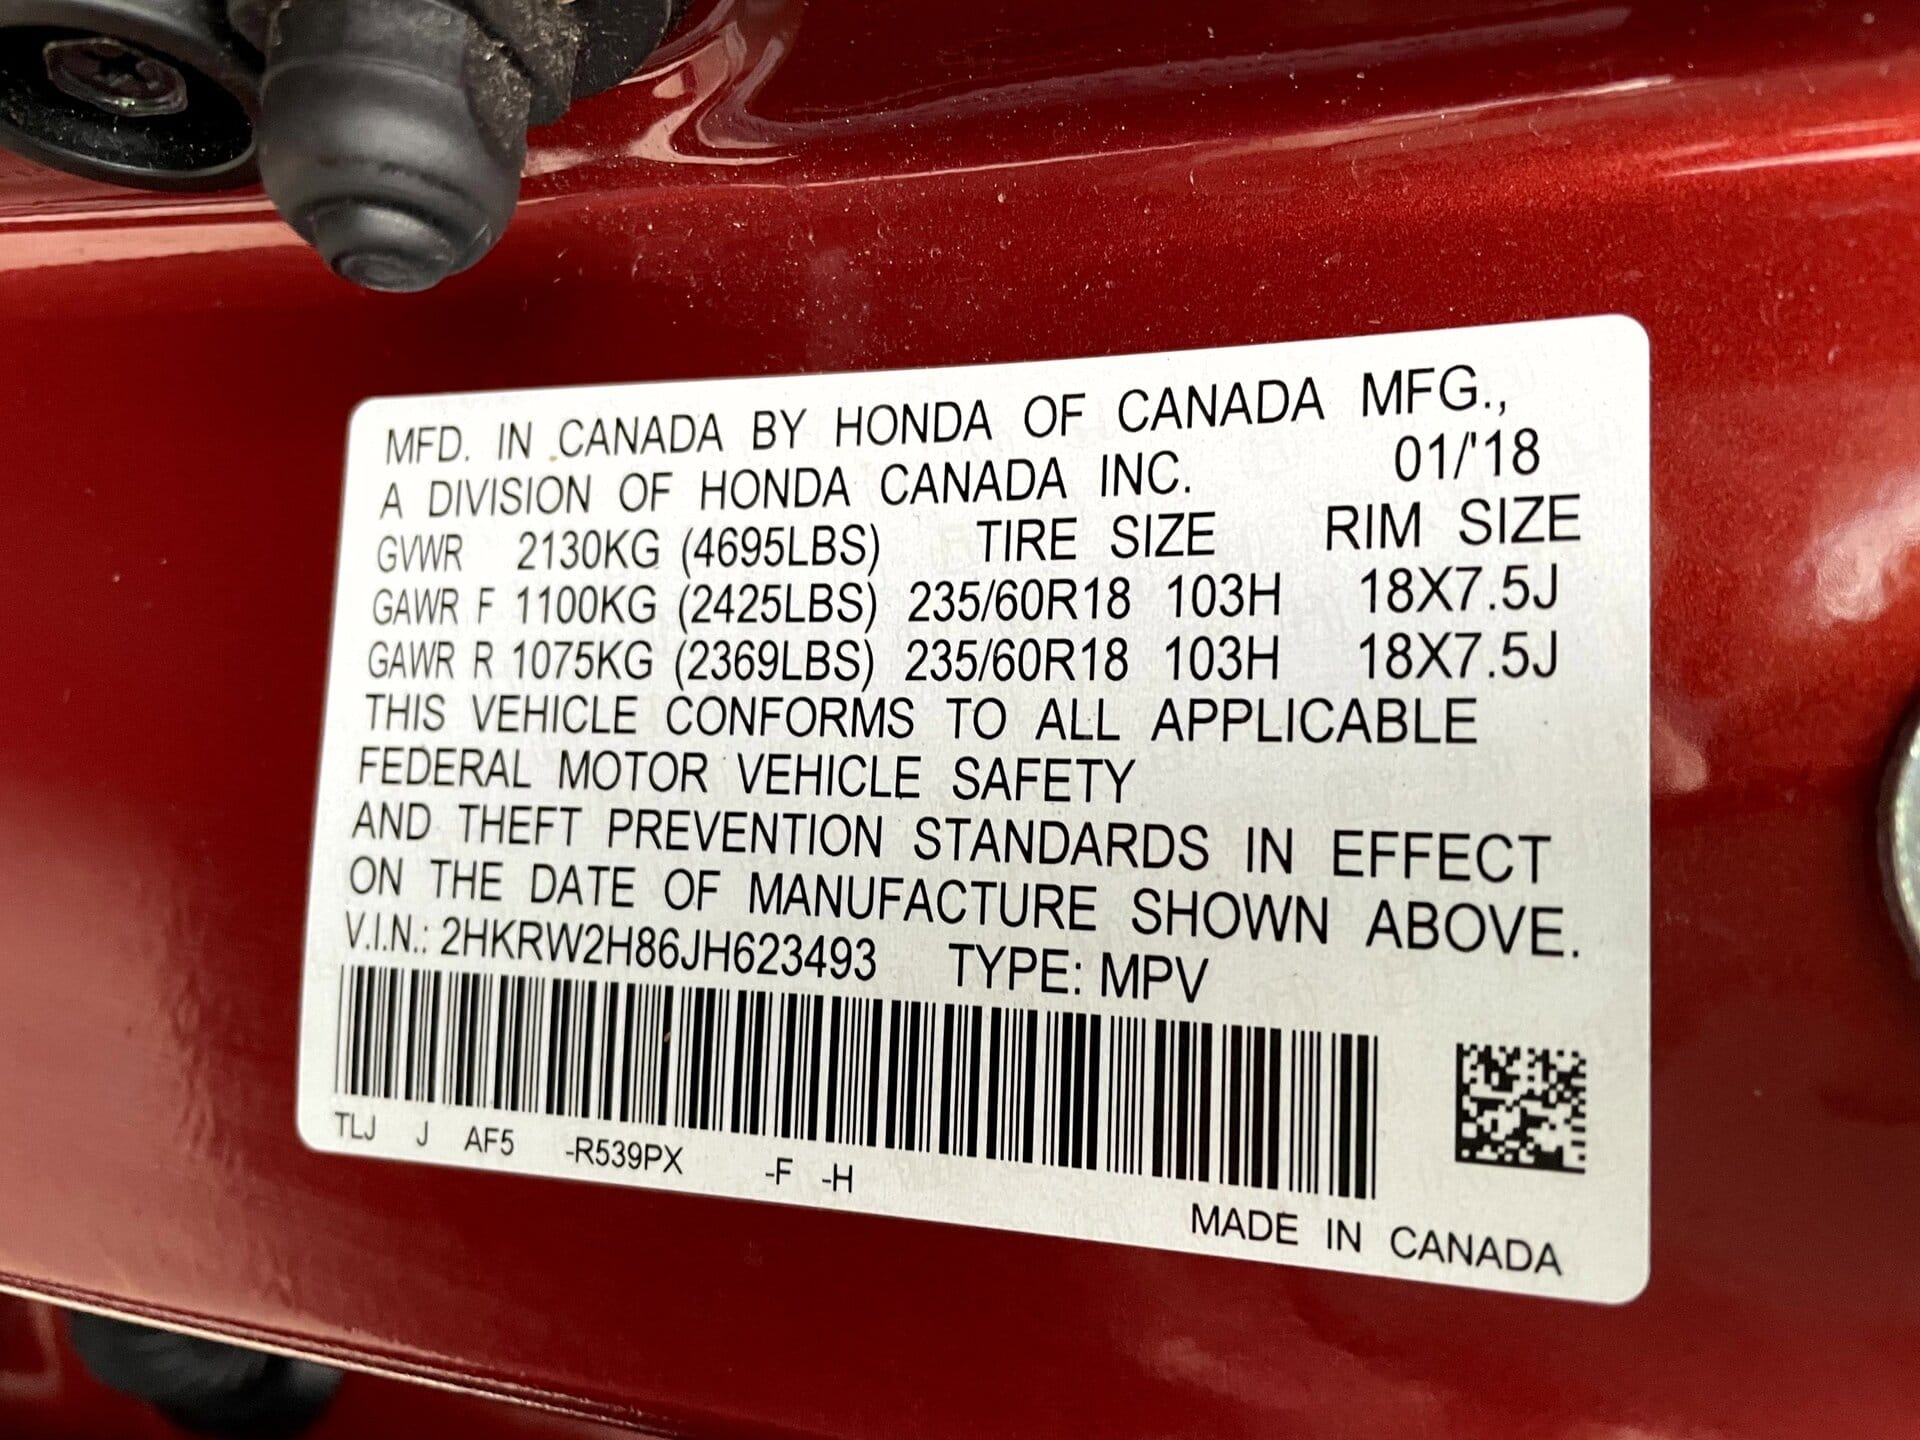 MFD. IN CANADA BY HONDA OF CANADA MFG.,
A DIVISION OF HONDA CANADA INC. 01/'18
GVWR 2130KG (4695LBS) TIRE SIZE RIM SIZE
GAWR F 1100KG (2425LBS) 235/60R18 103H 18X7.5J
GAWR R 1075KG (2369LBS) 235/60R18 103H 18X7.5J
THIS VEHICLE CONFORMS TO ALL APPLICABLE
FEDERAL MOTOR VEHICLE SAFETY
AND THEFT PREVENTION STANDARDS IN EFFECT
ON THE DATE OF MANUFACTURE SHOWN ABOVE.
V.I.N.: 2HKRW2H86JH623493 TYPE: MPV
TLJ J AF5 -R539PX -F -H
MADE IN CANADA